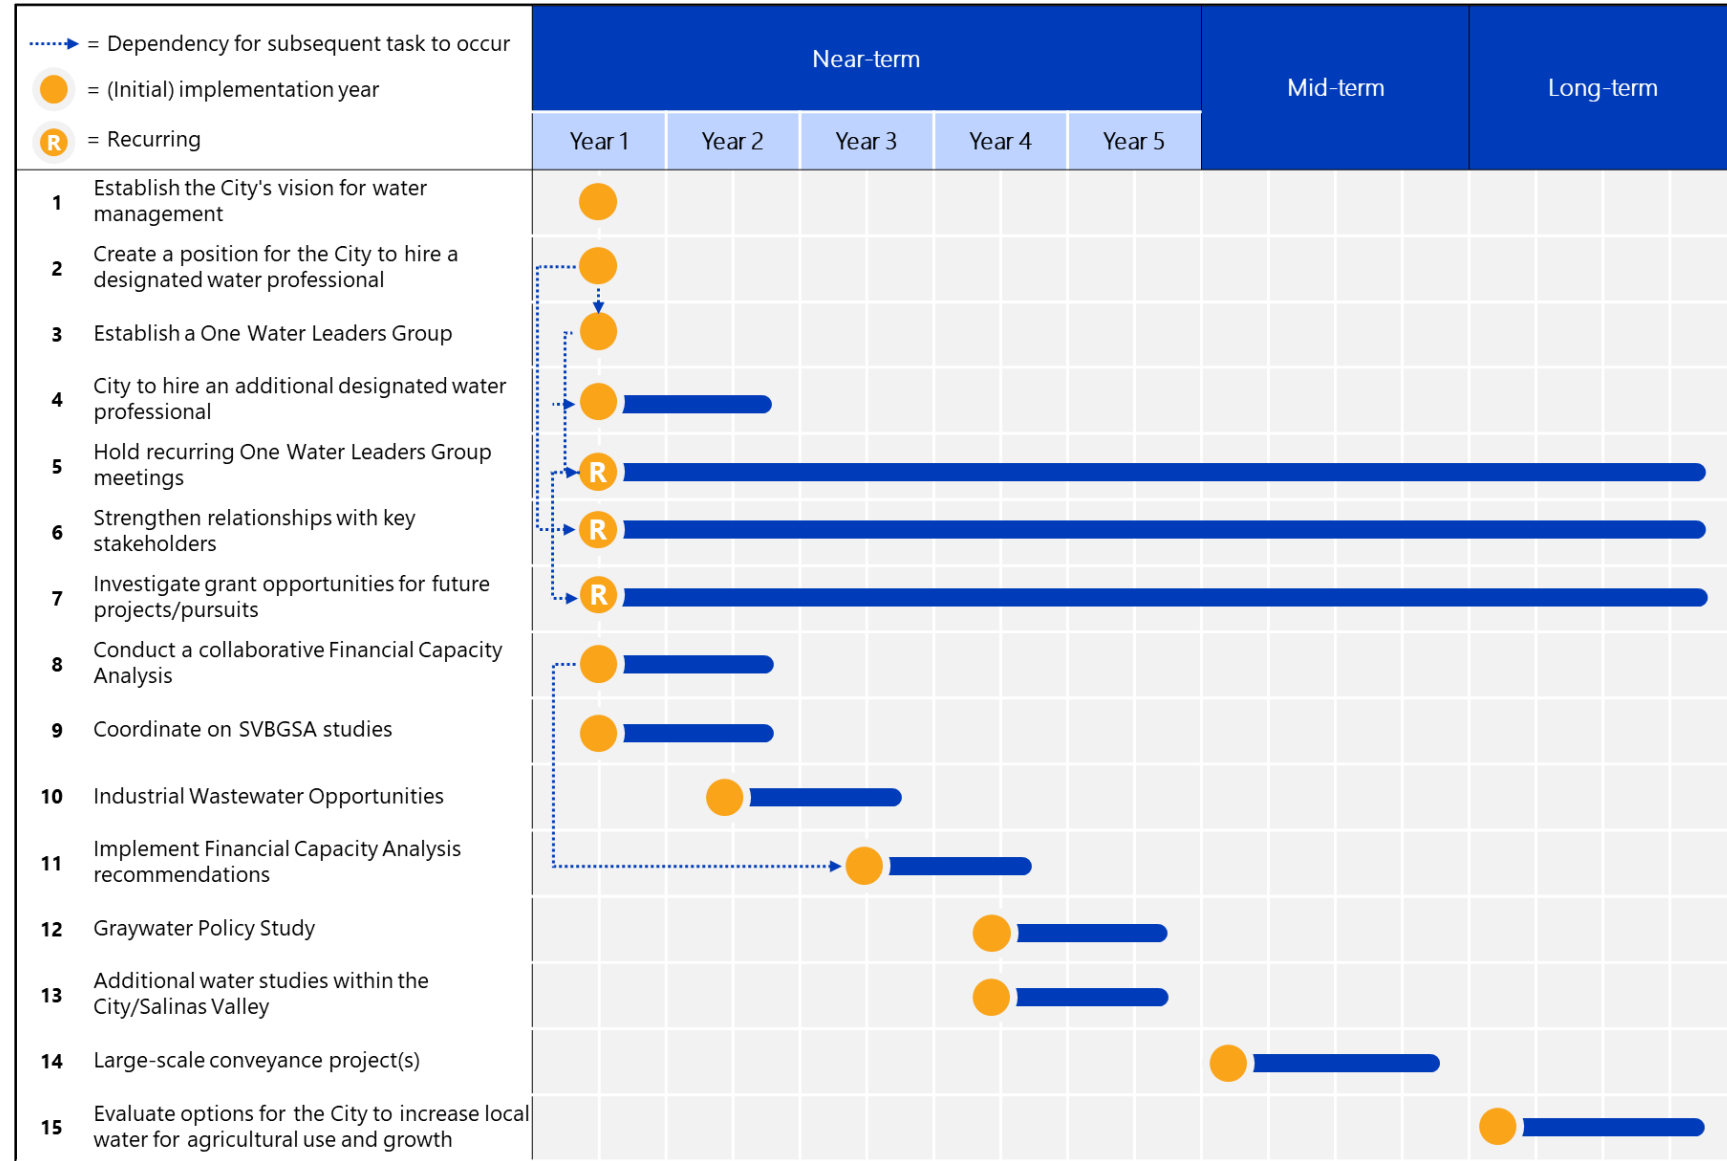 = Dependency for subsequent task to occur
= (Initial) implementation year
R = Recurring
Near-term
Mid-term
Long-term
Year 1
Year 2
Year 3
Year 4
Year 5
1 Establish the City's vision for water
management
2 Create a position for the City to hire a
designated water professional
3 Establish a One Water Leaders Group
4 City to hire an additional designated water
professional
5 Hold recurring One Water Leaders Group
meetings
R
6 Strengthen relationships with key
stakeholders
R
7 Investigate grant opportunities for future
projects/pursuits
R
8 Conduct a collaborative Financial Capacity
Analysis
9 Coordinate on SVBGSA studies
10 Industrial Wastewater Opportunities
11 Implement Financial Capacity Analysis
recommendations
12 Graywater Policy Study
13 Additional water studies within the
City/Salinas Valley
14 Large-scale conveyance project(s)
15 Evaluate options for the City to increase local
water for agricultural use and growth